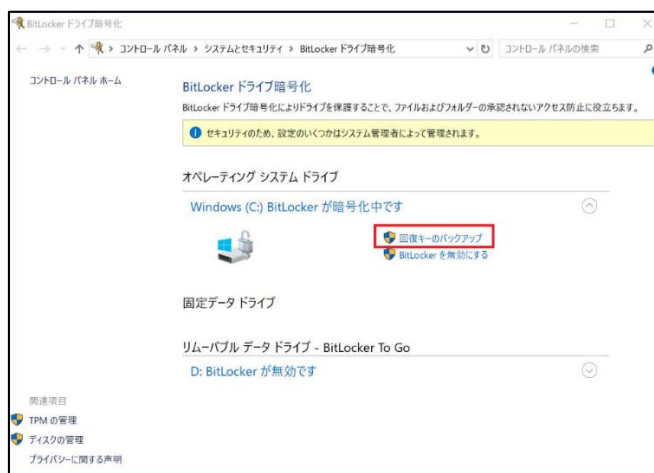 BitLocker ドライブ暗号化
コントロール パネル › システムとセキュリティ › BitLocker ドライブ暗号化
コントロール パネルの検索
コントロール パネル ホーム
BitLocker ドライブ暗号化
BitLocker ドライブ暗号化によりドライブを保護することで、ファイルおよびフォルダーの承認されないアクセス防止に役立ちます。
セキュリティのため、設定のいくつかはシステム管理者によって管理されます。
オペレーティング システム ドライブ
Windows (C:) BitLocker が暗号化中です
回復キーのバックアップ
BitLocker を無効にする
固定データ ドライブ
リムーバブル データ ドライブ - BitLocker To Go
D: BitLocker が無効です
関連項目
TPM の管理
ディスクの管理
プライバシーに関する声明